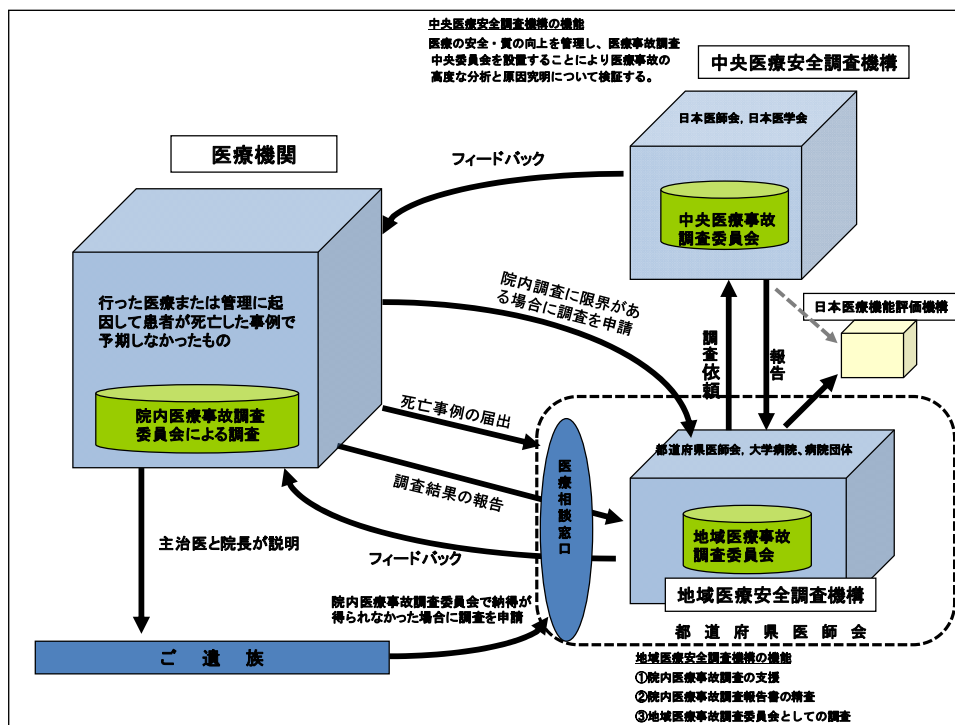 中央医療安全調査機構の機能
医療の安全・質の向上を管理し、医療事故調査
中央委員会を設置することにより医療事故の
高度な分析と原因究明について検証する。
中央医療安全調査機構
日本医師会，日本医学会
中央医療事故
調査委員会
医療機関
フィードバック
行った医療または管理に起
因して患者が死亡した事例で
予期しなかったもの
院内医療事故調査
委員会による調査
院内調査に限界があ
る場合に調査を申請
日本医療機能評価機構
調査依頼
報告
死亡事例の届出
調査結果の報告
医療相談窓口
都道府県医師会，大学病院、病院団体
地域医療事故
調査委員会
地域医療安全調査機構
都道府県医師会
主治医と院長が説明
フィードバック
院内医療事故調査委員会で納得が
得られなかった場合に調査を申請
ご遺族
地域医療安全調査機構の機能
①院内医療事故調査の支援
②院内医療事故調査報告書の精査
③地域医療事故調査委員会としての調査